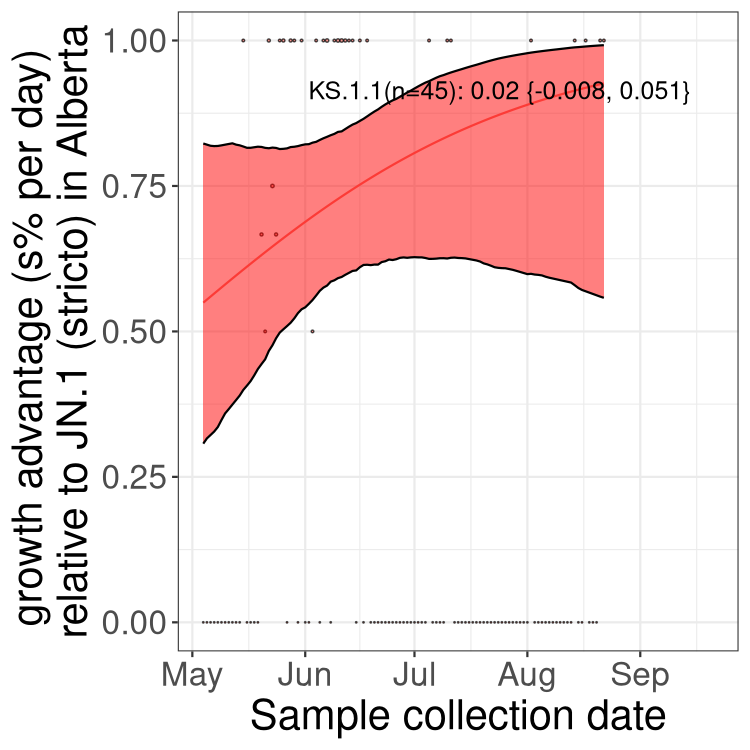 growth advantage (s% per day)
relative to JN.1 (stricto) in Alberta
1.00
0.75
0.50
0.25
0.00
KS.1.1(n=45): 0.02 {-0.008, 0.051}
May Jun Jul Aug Sep
Sample collection date